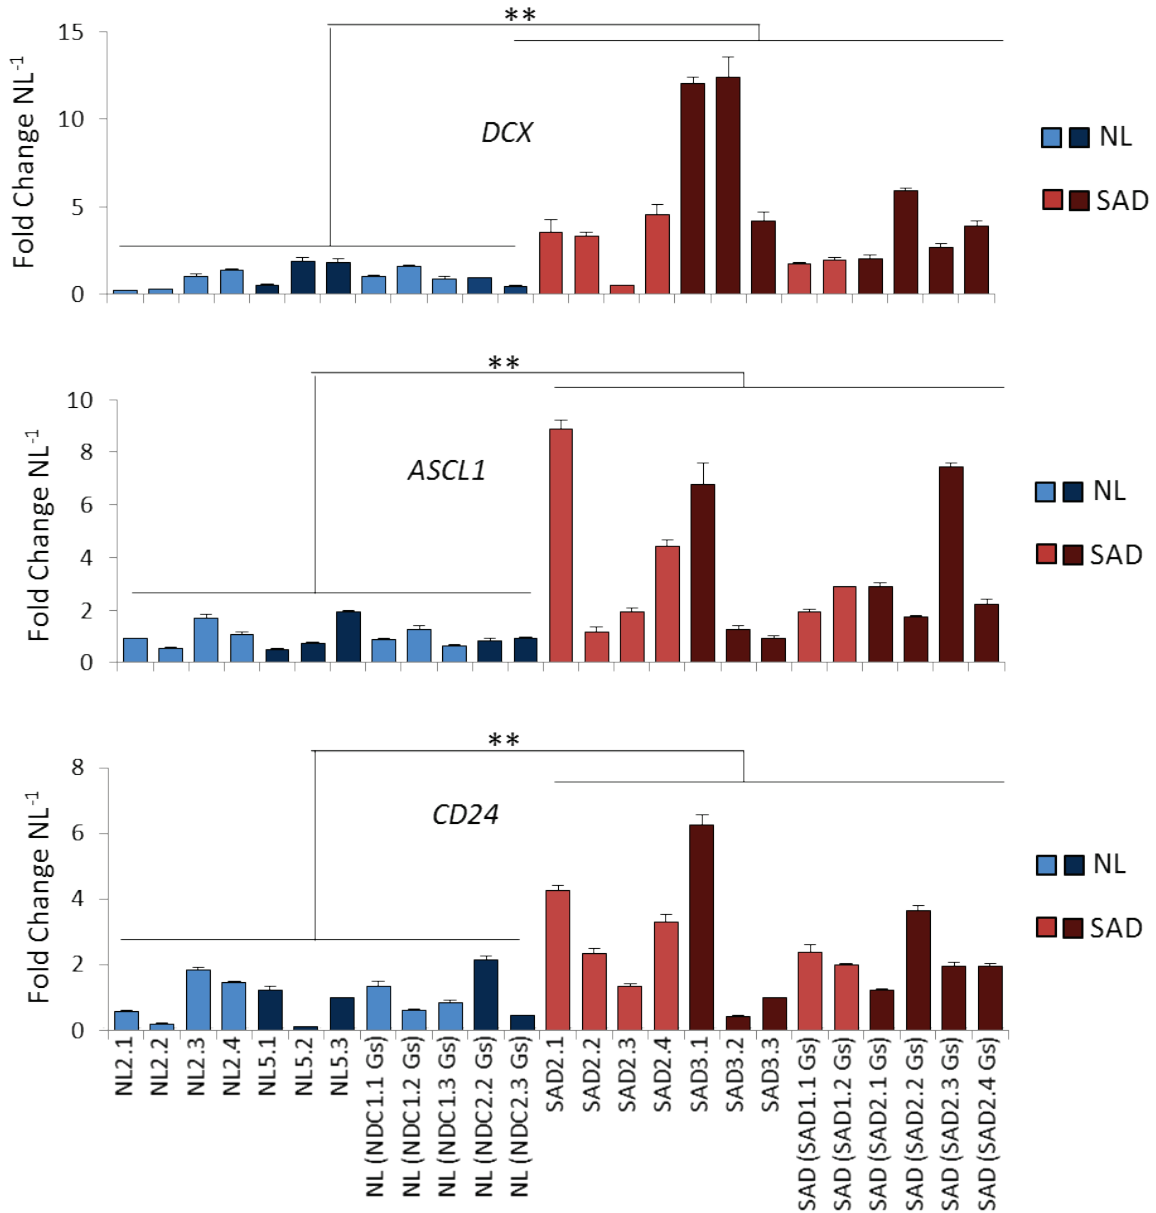 **
15
10
5
0
Fold Change NL⁻¹
DCX
NL
SAD
**
10
8
6
4
2
0
Fold Change NL⁻¹
ASCL1
NL
SAD
**
8
6
4
2
0
Fold Change NL⁻¹
CD24
NL
SAD
NL2.1
NL2.2
NL2.3
NL2.4
NL5.1
NL5.2
NL5.3
NL (NDC1.1 Gs)
NL (NDC1.2 Gs)
NL (NDC1.3 Gs)
NL (NDC2.2 Gs)
NL (NDC2.3 Gs)
SAD2.1
SAD2.2
SAD2.3
SAD2.4
SAD3.1
SAD3.2
SAD3.3
SAD (SAD1.1 Gs)
SAD (SAD1.2 Gs)
SAD (SAD2.1 Gs)
SAD (SAD2.2 Gs)
SAD (SAD2.3 Gs)
SAD (SAD2.4 Gs)